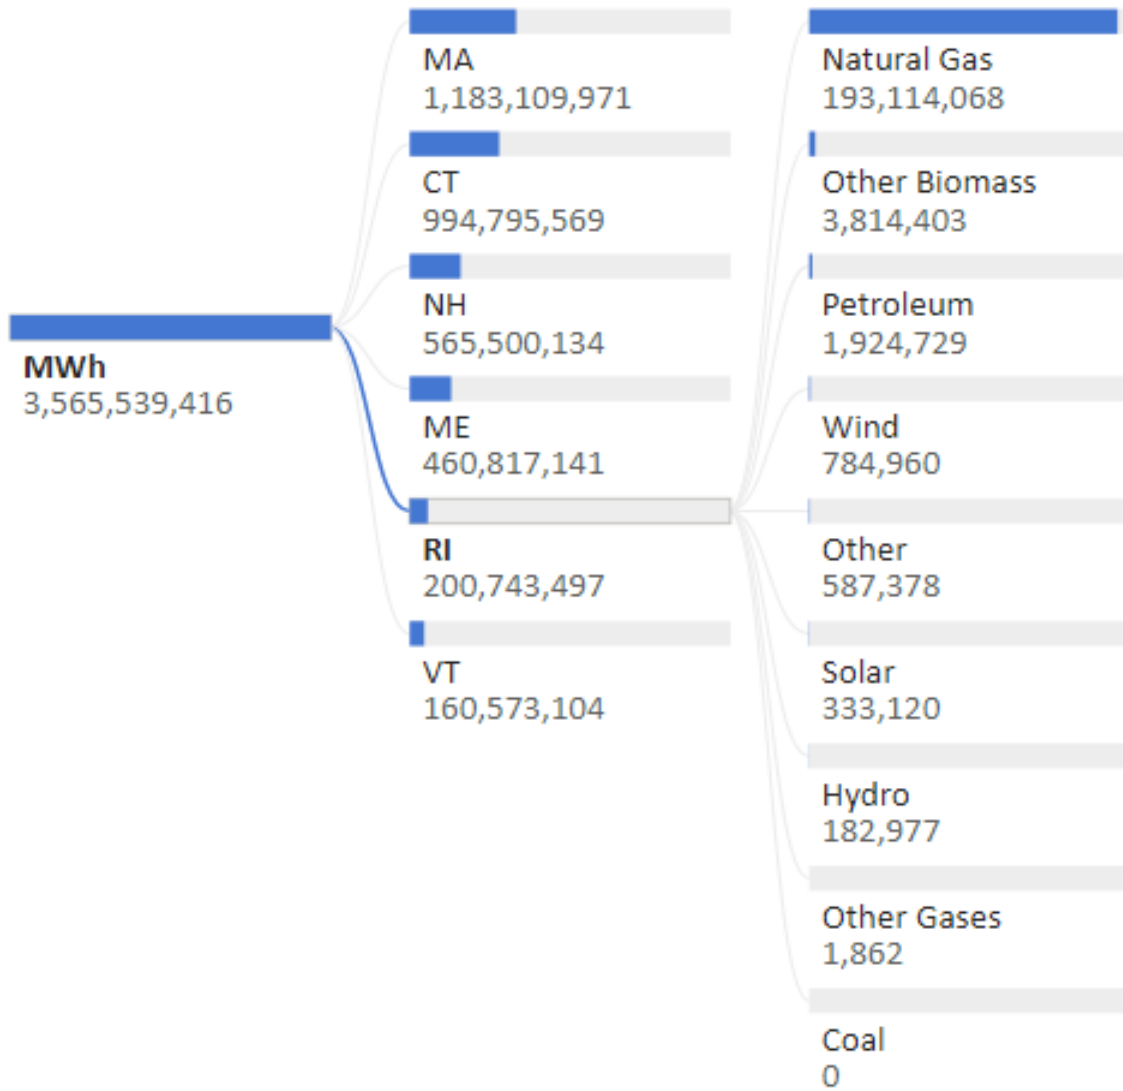 MWh
3,565,539,416
MA
1,183,109,971
CT
994,795,569
NH
565,500,134
ME
460,817,141
RI
200,743,497
VT
160,573,104
Natural Gas
193,114,068
Other Biomass
3,814,403
Petroleum
1,924,729
Wind
784,960
Other
587,378
Solar
333,120
Hydro
182,977
Other Gases
1,862
Coal
0